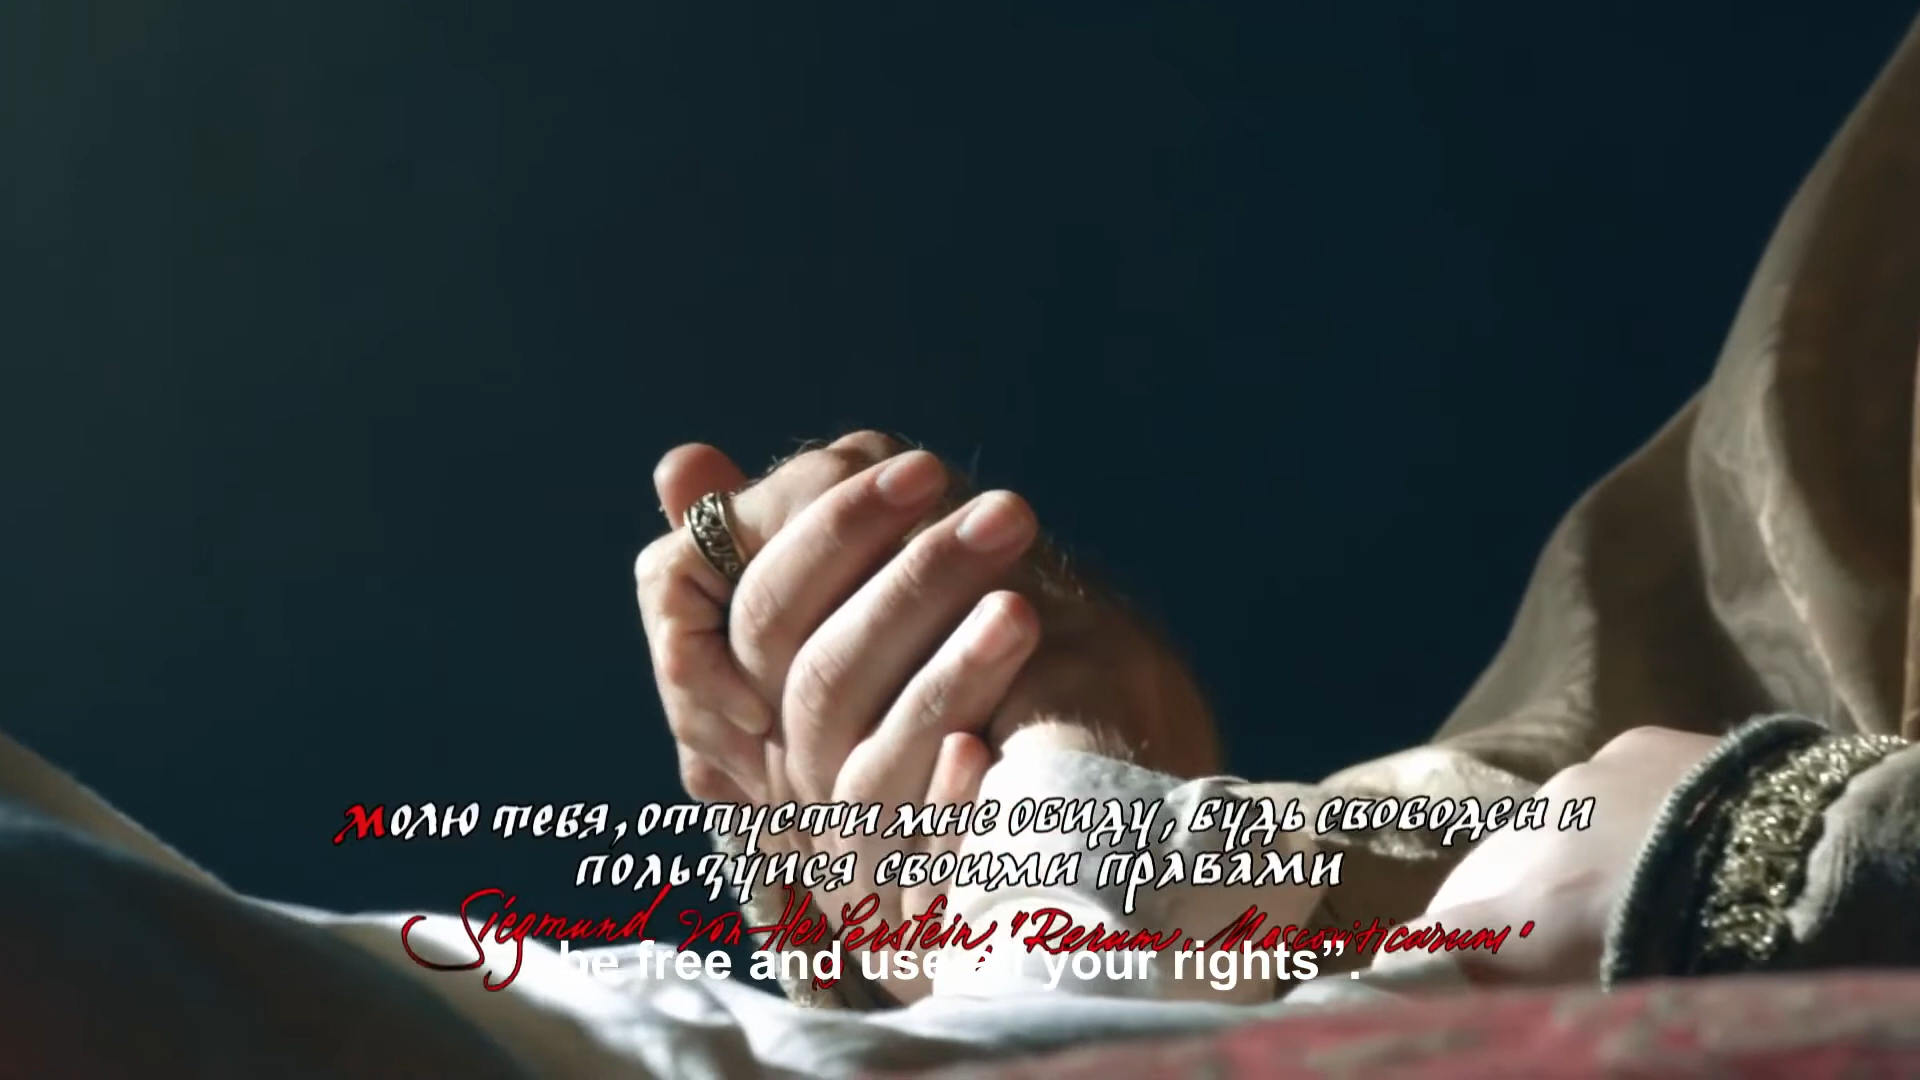 молю тебя, отпусти мне обиду, будь свободен и
пользуися своими правами
Siegmund von Herberstein, "Rerum Moscoviticarum"
be free and use all your rights”.